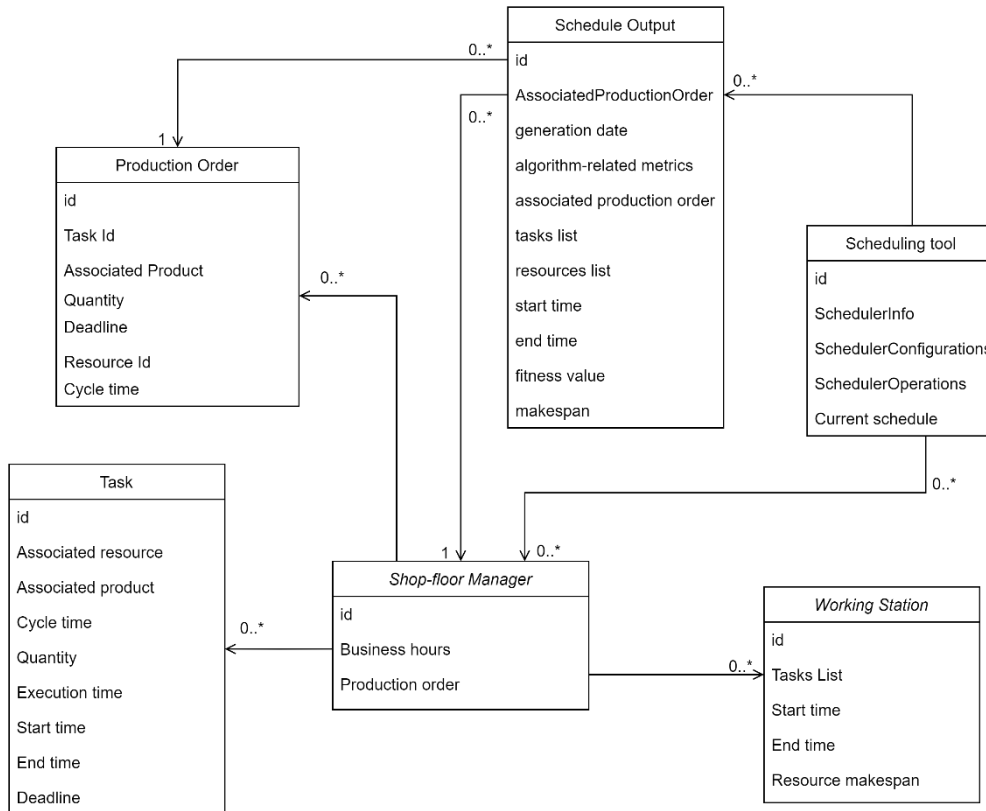 Schedule Output
id
AssociatedProductionOrder
generation date
algorithm-related metrics
associated production order
tasks list
resources list
start time
end time
fitness value
makespan
0..*
0..*
0..*
1
Production Order
id
Task Id
Associated Product
Quantity
Deadline
Resource Id
Cycle time
0..*
Scheduling tool
id
SchedulerInfo
SchedulerConfigurations
SchedulerOperations
Current schedule
0..*
Task
id
Associated resource
Associated product
Cycle time
Quantity
Execution time
Start time
End time
Deadline
0..*
1
0..*
Shop-floor Manager
id
Business hours
Production order
0..*
Working Station
id
Tasks List
Start time
End time
Resource makespan